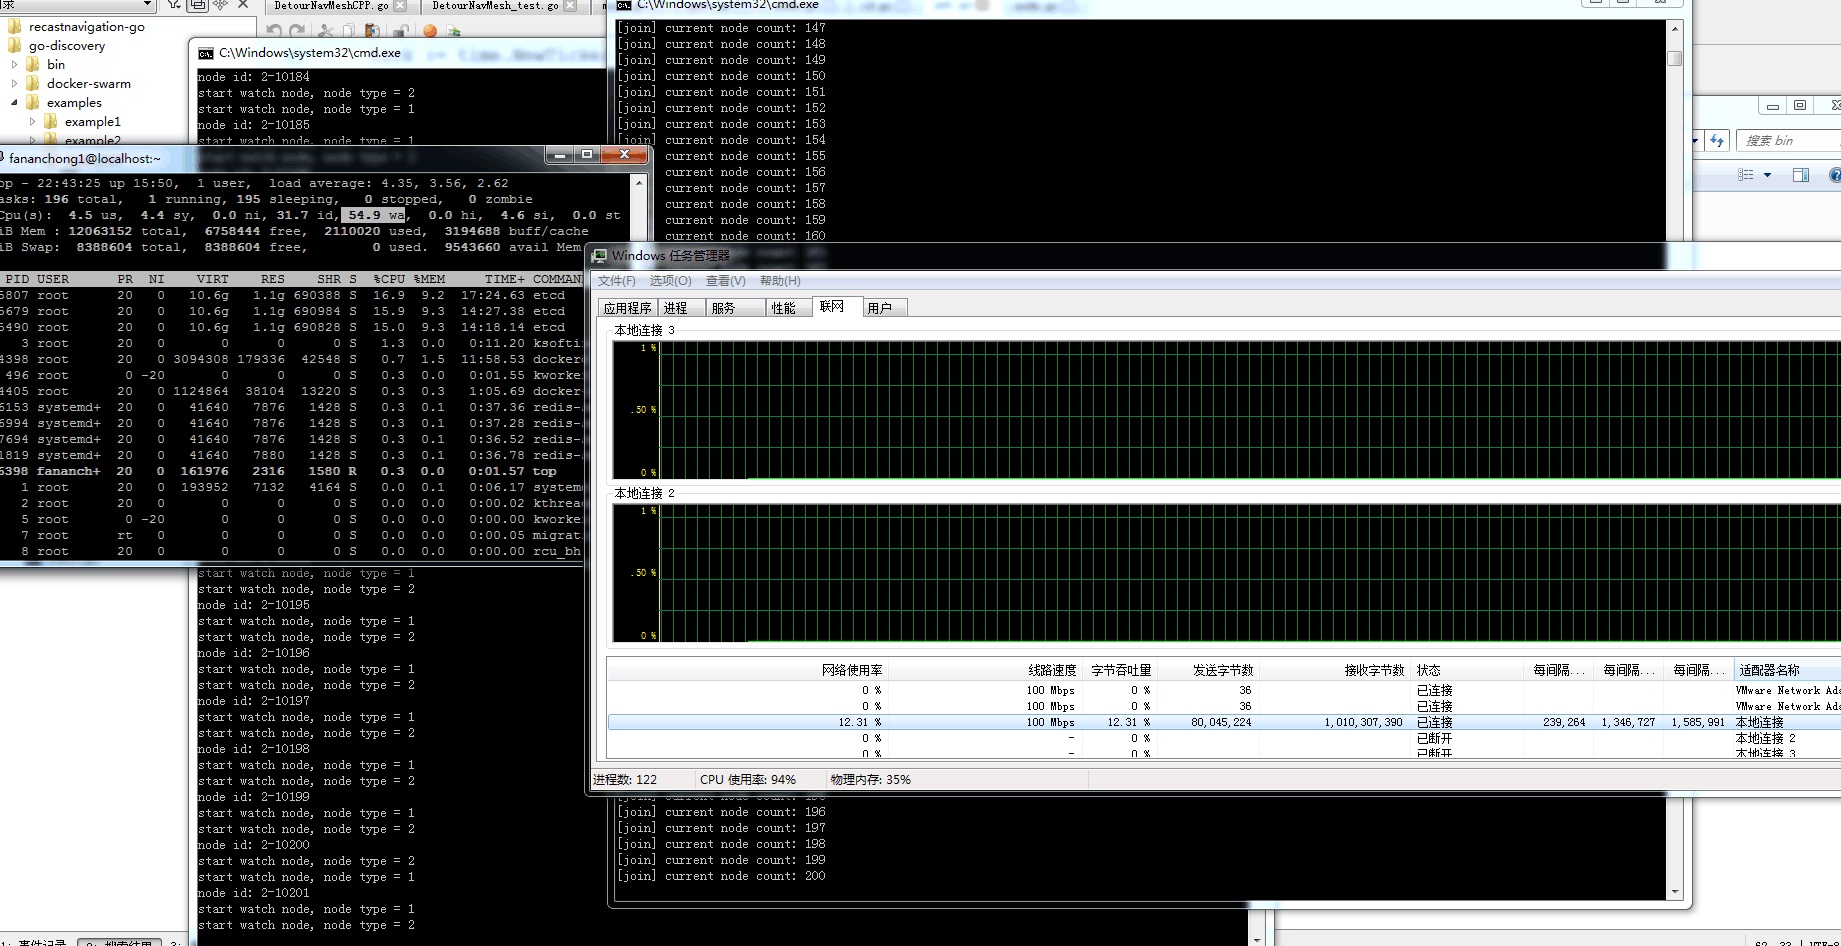 DetourNavMeshCPP.go
DetourNavMesh_test.go
recastnavigation-go
go-discovery
bin
docker-swarm
examples
example1
example2
C:\Windows\system32\cmd.exe
node id: 2-10184
start watch node, node type = 2
start watch node, node type = 1
node id: 2-10185
start watch node, node type = 1
C:\Windows\system32\cmd.exe
[join] current node count: 147
[join] current node count: 148
[join] current node count: 149
[join] current node count: 150
[join] current node count: 151
[join] current node count: 152
[join] current node count: 153
[join] current node count: 154
[join] current node count: 155
[join] current node count: 156
[join] current node count: 157
[join] current node count: 158
[join] current node count: 159
[join] current node count: 160
搜索 bin
fananchong1@localhost:~
op - 22:43:25 up 15:50, 1 user, load average: 4.35, 3.56, 2.62
asks: 196 total, 1 running, 195 sleeping, 0 stopped, 0 zombie
Cpu(s): 4.5 us, 4.4 sy, 0.0 ni, 31.7 id, 54.9 wa, 0.0 hi, 4.6 si, 0.0 st
iB Mem : 12063152 total, 6758444 free, 2110020 used, 3194688 buff/cache
iB Swap: 8388604 total, 8388604 free, 0 used. 9543660 avail Mem
PID USER PR NI VIRT RES SHR S %CPU %MEM TIME+ COMMAN
5807 root 20 0 10.6g 1.1g 690388 S 16.9 9.2 17:24.63 etcd
5679 root 20 0 10.6g 1.1g 690984 S 15.9 9.3 14:27.38 etcd
5490 root 20 0 10.6g 1.1g 690828 S 15.0 9.3 14:18.14 etcd
3 root 20 0 0 0 0 S 1.3 0.0 0:11.20 ksofti
4398 root 20 0 3094308 179336 42548 S 0.7 1.5 11:58.53 docker
496 root 0 -20 0 0 0 S 0.3 0.0 0:01.55 kworke
4405 root 20 0 1124864 38104 13220 S 0.3 0.3 1:05.69 docker
6153 systemd+ 20 0 41640 7876 1428 S 0.3 0.1 0:37.36 redis-
6994 systemd+ 20 0 41640 7876 1428 S 0.3 0.1 0:37.28 redis-
7694 systemd+ 20 0 41640 7876 1428 S 0.3 0.1 0:36.52 redis-
1819 systemd+ 20 0 41640 7880 1428 S 0.3 0.1 0:36.78 redis-
6398 fananch+ 20 0 161976 2316 1580 R 0.3 0.0 0:01.57 top
1 root 20 0 193952 7132 4164 S 0.0 0.1 0:06.17 system
2 root 20 0 0 0 0 S 0.0 0.0 0:00.02 kthrea
5 root 0 -20 0 0 0 S 0.0 0.0 0:00.00 kworke
7 root rt 0 0 0 0 S 0.0 0.0 0:00.05 migrat
8 root 20 0 0 0 0 S 0.0 0.0 0:00.00 rcu_bh
Windows 任务管理器
文件(F) 选项(O) 查看(V) 帮助(H)
应用程序 进程 服务 性能 联网 用户
本地连接 3
1 %
.50 %
0 %
本地连接 2
1 %
.50 %
0 %
网络使用率 线路速度 字节吞吐量 发送字节数 接收字节数 状态 每间隔... 每间隔... 每间隔... 适配器名称
0 % 100 Mbps 0 % 36 已连接 VMware Network Ada
0 % 100 Mbps 0 % 36 已连接 VMware Network Ada
12.31 % 100 Mbps 12.31 % 80,045,224 1,010,307,390 已连接 239,264 1,346,727 1,585,991 本地连接
0 % - 0 % 已断开 本地连接 2
0 % - 0 % 已断开 本地连接 3
进程数: 122 CPU 使用率: 94% 物理内存: 35%
start watch node, node type = 1
start watch node, node type = 2
node id: 2-10195
start watch node, node type = 1
start watch node, node type = 2
node id: 2-10196
start watch node, node type = 1
start watch node, node type = 2
node id: 2-10197
start watch node, node type = 1
start watch node, node type = 2
node id: 2-10198
start watch node, node type = 1
start watch node, node type = 2
node id: 2-10199
start watch node, node type = 1
start watch node, node type = 2
node id: 2-10200
start watch node, node type = 2
start watch node, node type = 1
node id: 2-10201
start watch node, node type = 1
start watch node, node type = 2
[join] current node count: 196
[join] current node count: 197
[join] current node count: 198
[join] current node count: 199
[join] current node count: 200